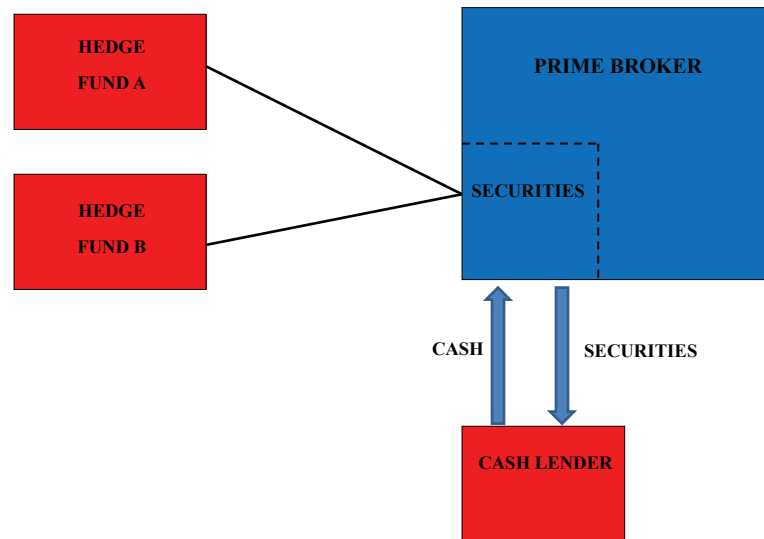 HEDGE
FUND A
PRIME BROKER
HEDGE
FUND B
SECURITIES
CASH
SECURITIES
CASH LENDER